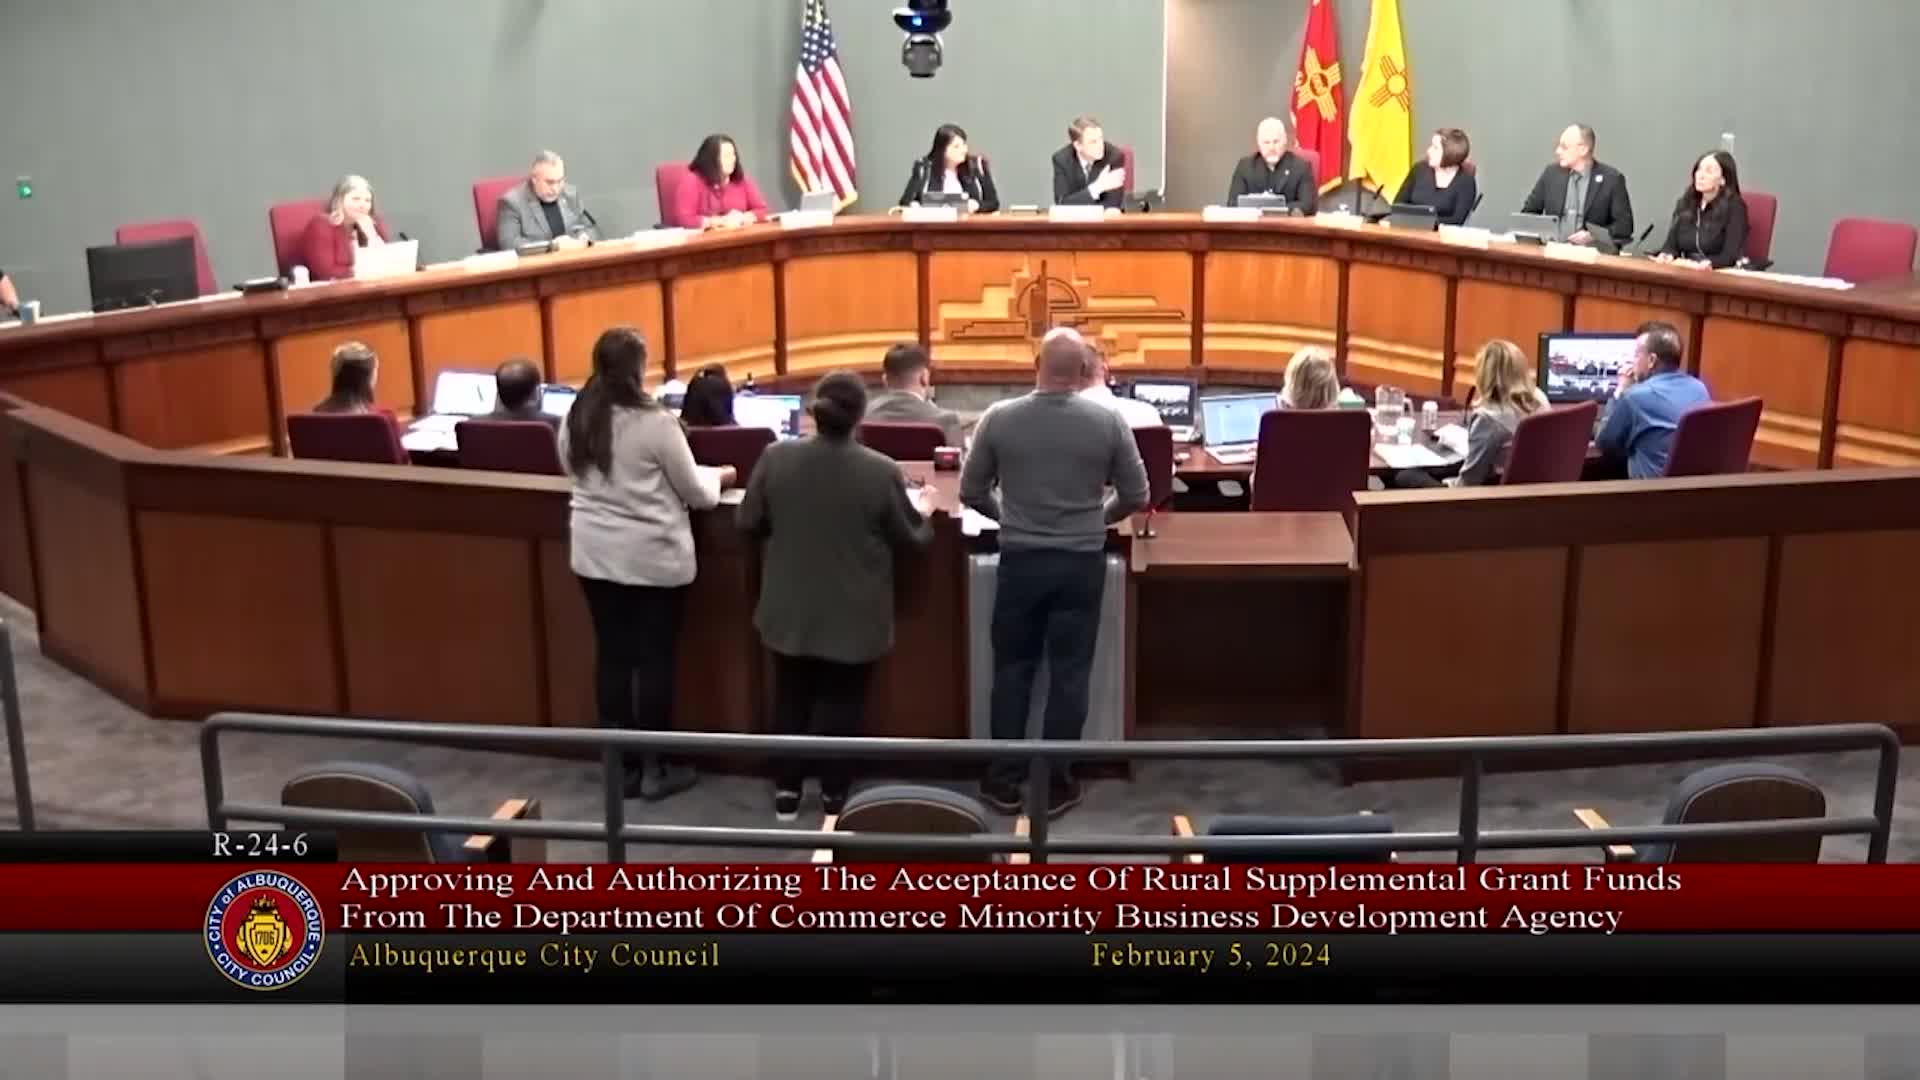 R-24-6
Approving And Authorizing The Acceptance Of Rural Supplemental Grant Funds
From The Department Of Commerce Minority Business Development Agency
Albuquerque City Council
February 5, 2024
CITY of ALBUQUERQUE
1706
CITY COUNCIL